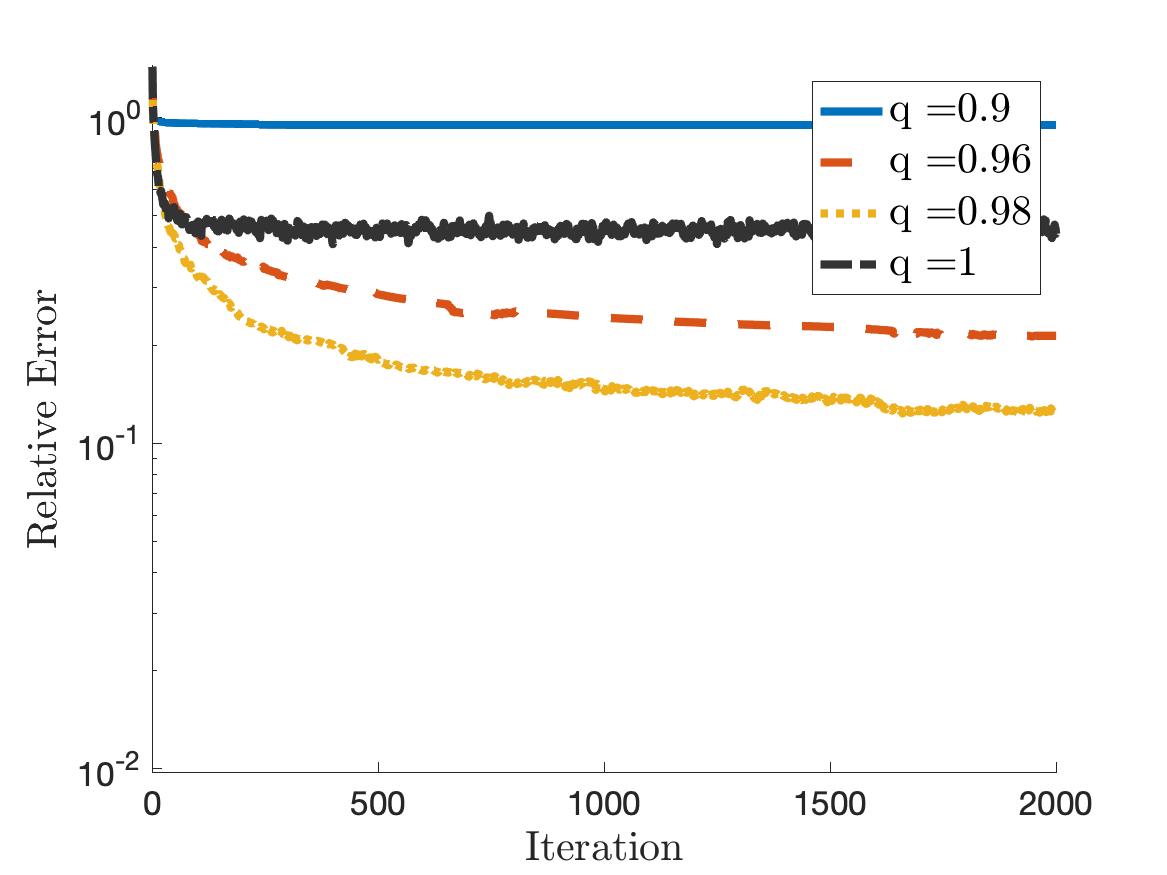 10^0
10^-1
10^-2
Relative Error
q =0.9
q =0.96
q =0.98
q =1
0 500 1000 1500 2000
Iteration